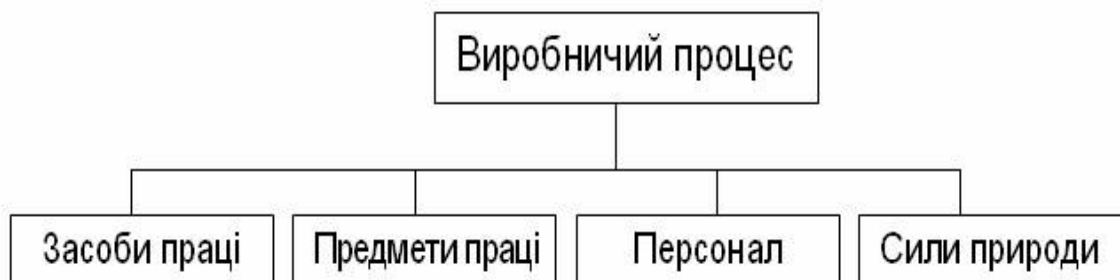 Виробничий процес
Засоби праці
Предмети праці
Персонал
Сили природи